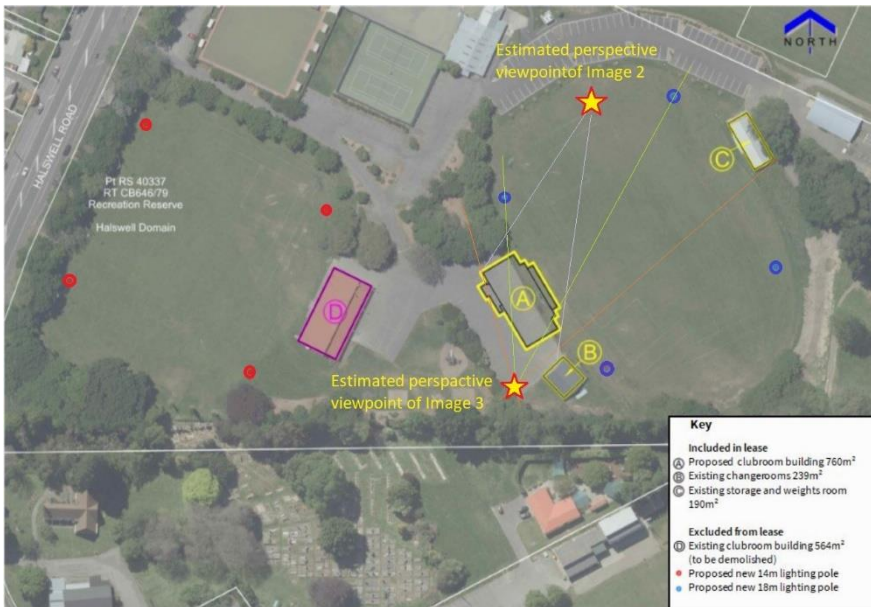 NORTH
Estimated perspective
viewpointof Image 2
HALSWELL ROAD
C
Pt RS 40337
RT CB646/79
Recreation Reserve
Halswell Domain
A
D
B
Estimated perspactive
viewpoint of Image 3
Key
Included in lease
A Proposed clubroom building 760m²
B Existing changerooms 239m²
C Existing storage and weights room
190m²
Excluded from lease
D Existing clubroom building 564m²
(to be demolished)
Proposed new 14m lighting pole
Proposed new 18m lighting pole